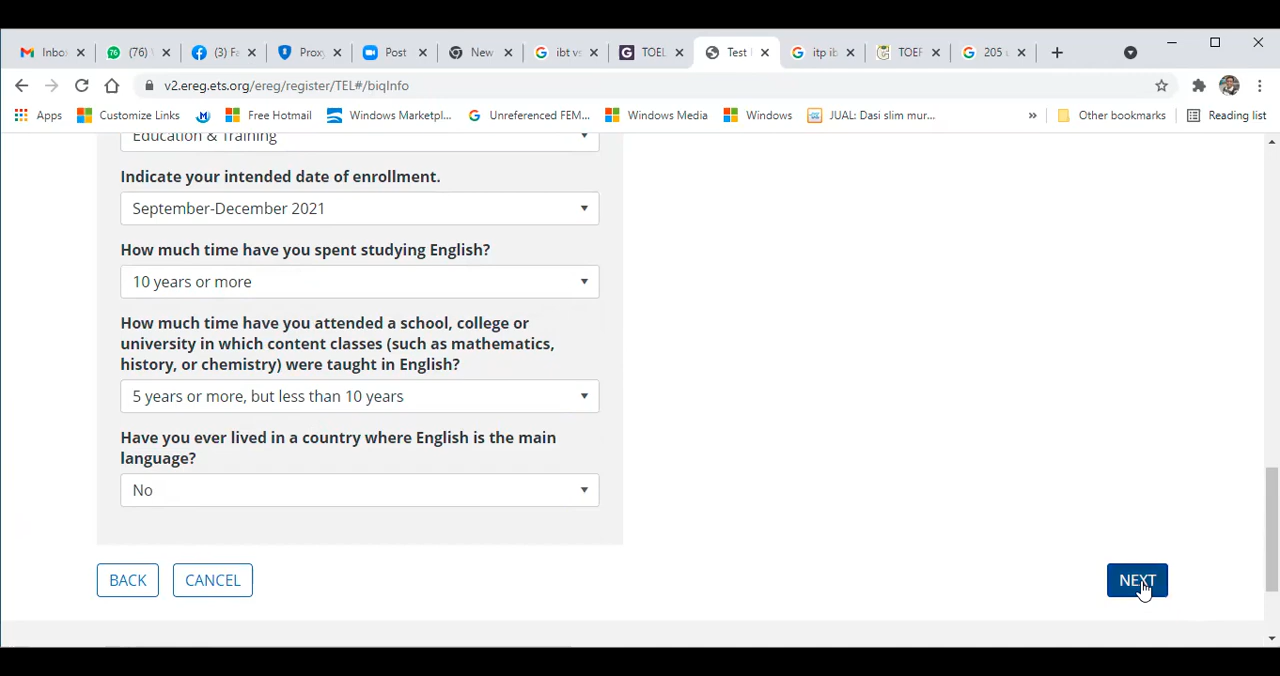 Inbo
(76)
(3) Fa
Proxy
Post
New
ibt vs
TOEL
Test
itp ib
TOEF
205 v
v2.ereg.ets.org/ereg/register/TEL#/biqInfo
Apps
Customize Links
Free Hotmail
Windows Marketpl...
Unreferenced FEM...
Windows Media
Windows
JUAL: Dasi slim mur...
»
Other bookmarks
Reading list
Education & Training
Indicate your intended date of enrollment.
September-December 2021
How much time have you spent studying English?
10 years or more
How much time have you attended a school, college or
university in which content classes (such as mathematics,
history, or chemistry) were taught in English?
5 years or more, but less than 10 years
Have you ever lived in a country where English is the main
language?
No
BACK
CANCEL
NEXT